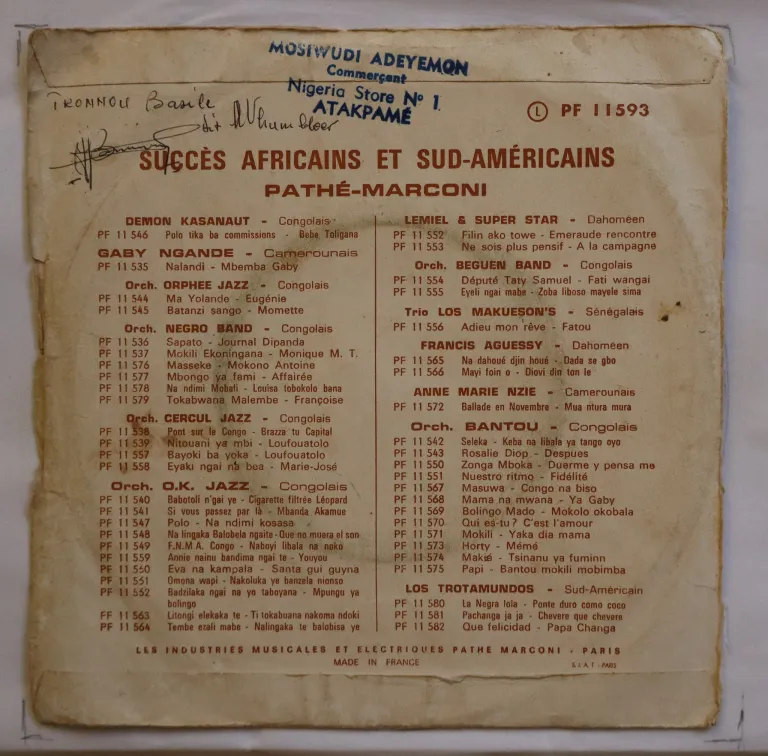 MOSIWUDI ADEYEMON
Commerçant
Nigeria Store Nº 1
ATAKPAMÉ
Basile
Ⓛ PF 11593
SUCCÈS AFRICAINS ET SUD-AMÉRICAINS
PATHÉ-MARCONI
DEMON KASANAUT - Congolais
PF 11 546 Polo tika ba commissions - Bebe Toligana
GABY NGANDE - Camerounais
PF 11 535 Nalandi - Mbemba Gaby
Orch. ORPHEE JAZZ - Congolais
PF 11 544 Ma Yolande - Eugénie
PF 11 545 Batanzi sango - Momette
Orch. NEGRO BAND - Congolais
PF 11 536 Sapato - Journal Dipanda
PF 11 537 Mokili Ekoningana - Monique M. T.
PF 11 576 Masseke - Mokono Antoine
PF 11 577 Mbongo ya femi - Affairée
PF 11 578 Na ndimi Mobali - Louisa tobokolo bana
PF 11 579 Tokabwana Malembe - Françoise
Orch. CERCUL JAZZ - Congolais
PF 11 538 Pont sur le Congo - Brazza tu Capital
PF 11 539 Nitouani ya mbi - Loufouatolo
PF 11 557 Bayoki ba yoka - Loufouatolo
PF 11 558 Eyaki ngai na bea - Marie-José
Orch. O.K. JAZZ - Congolais
PF 11 540 Babotoli n'gai ye - Cigarette filtrée Léopard
PF 11 541 Si vous passez par là - Mbanda Akamue
PF 11 547 Polo - Na ndimi kosasa
PF 11 548 Na lingaka Balobela ngaite - Que no muera el son
PF 11 549 F.N.M.A. Congo - Naboyi libala na noko
PF 11 559 Annie nainu bandima ngai te - Youyou
PF 11 550 Eva na kampala - Santa gui guyna
PF 11 551 Omona wapi - Nakoluka ye banzela nionso
PF 11 552 Badzilaka ngai na yo taboyana - Mpungu ya
bolingo
PF 11 563 Litongi elekaka te - Ti tokabuana nakoma ndoki
PF 11 564 Tembe ezali mabe - Nalingaka te balobisa ye
LEMIEL & SUPER STAR - Dahoméen
PF 11 552 Filin ako towe - Emeraude rencontre
PF 11 553 Ne sois plus pensif - A la campagne
Orch. BEGUEN BAND - Congolais
PF 11 554 Député Taty Samuel - Fati wangai
PF 11 555 Eyeli ngai mabe - Zoba liboso mayele sima
Trio LOS MAKUESON'S - Sénégalais
PF 11 556 Adieu mon rêve - Fatou
FRANCIS AGUESSY - Dahoméen
PF 11 565 Na dahoué djin houé - Dada se gbo
PF 11 566 Mayi foin o - Diovi din ton le
ANNE MARIE NZIE - Camerounais
PF 11 572 Ballade en Novembre - Mua ntura mura
Orch. BANTOU - Congolais
PF 11 542 Seleka - Keba na libala ya tango oyo
PF 11 543 Rosalie Diop - Despues
PF 11 550 Zonga Mboka - Duerme y pensa me
PF 11 551 Nuestro ritmo - Fidélité
PF 11 567 Masuwa - Congo na biso
PF 11 568 Mama na mwana - Ya Gaby
PF 11 569 Bolingo Mado - Mokolo okobala
PF 11 570 Qui es-tu ? C'est l'amour
PF 11 571 Mokili - Yaka dia mama
PF 11 573 Horty - Mémé
PF 11 574 Maké - Tsinanu ya fuminn
PF 11 575 Papi - Bantou mokili mobimba
LOS TROTAMUNDOS - Sud-Américain
PF 11 580 La Negra lola - Ponte duro como coco
PF 11 581 Pachanga ja ja - Chevere que chevere
PF 11 582 Que felicidad - Papa Changa
LES INDUSTRIES MUSICALES ET ELECTRIQUES PATHE MARCONI - PARIS
MADE IN FRANCE
S.I.A.T - PARIS